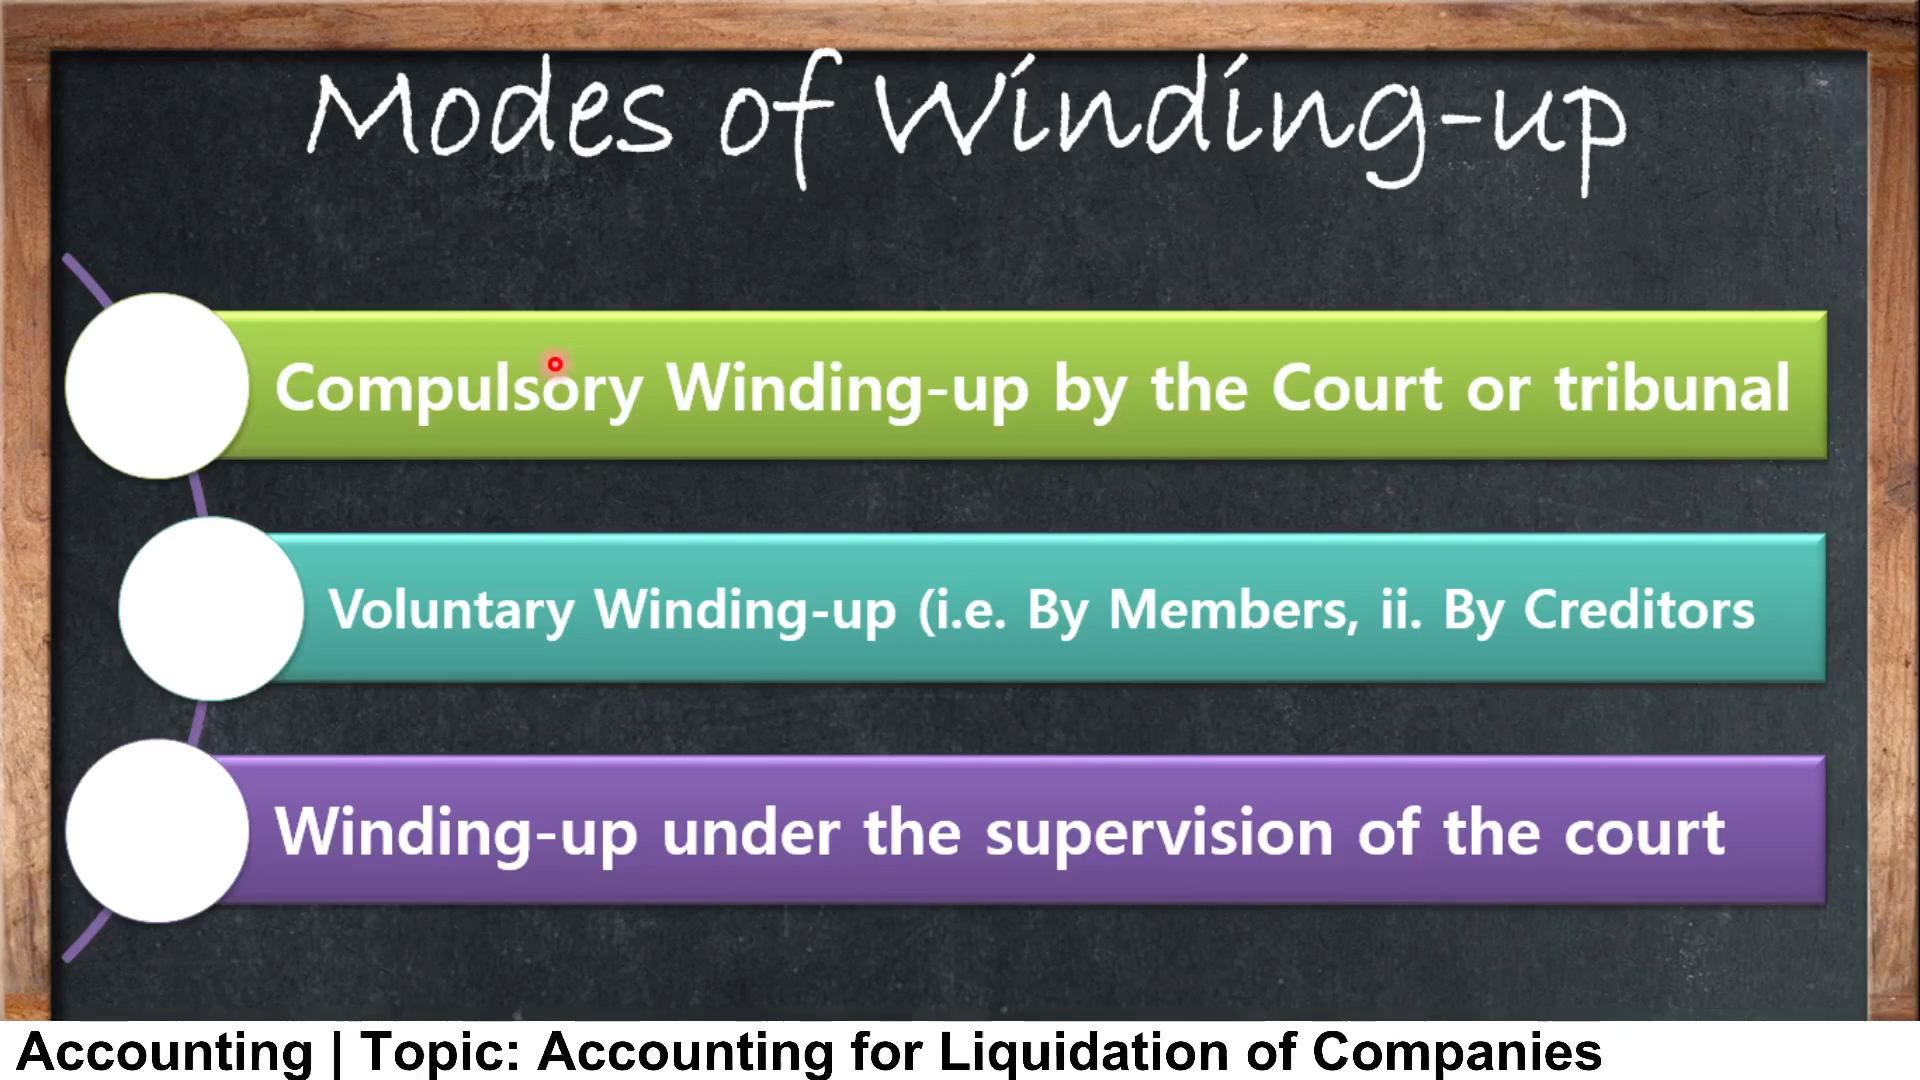 Modes of Winding-up
Compulsory Winding-up by the Court or tribunal
Voluntary Winding-up (i.e. By Members, ii. By Creditors
Winding-up under the supervision of the court
Accounting | Topic: Accounting for Liquidation of Companies